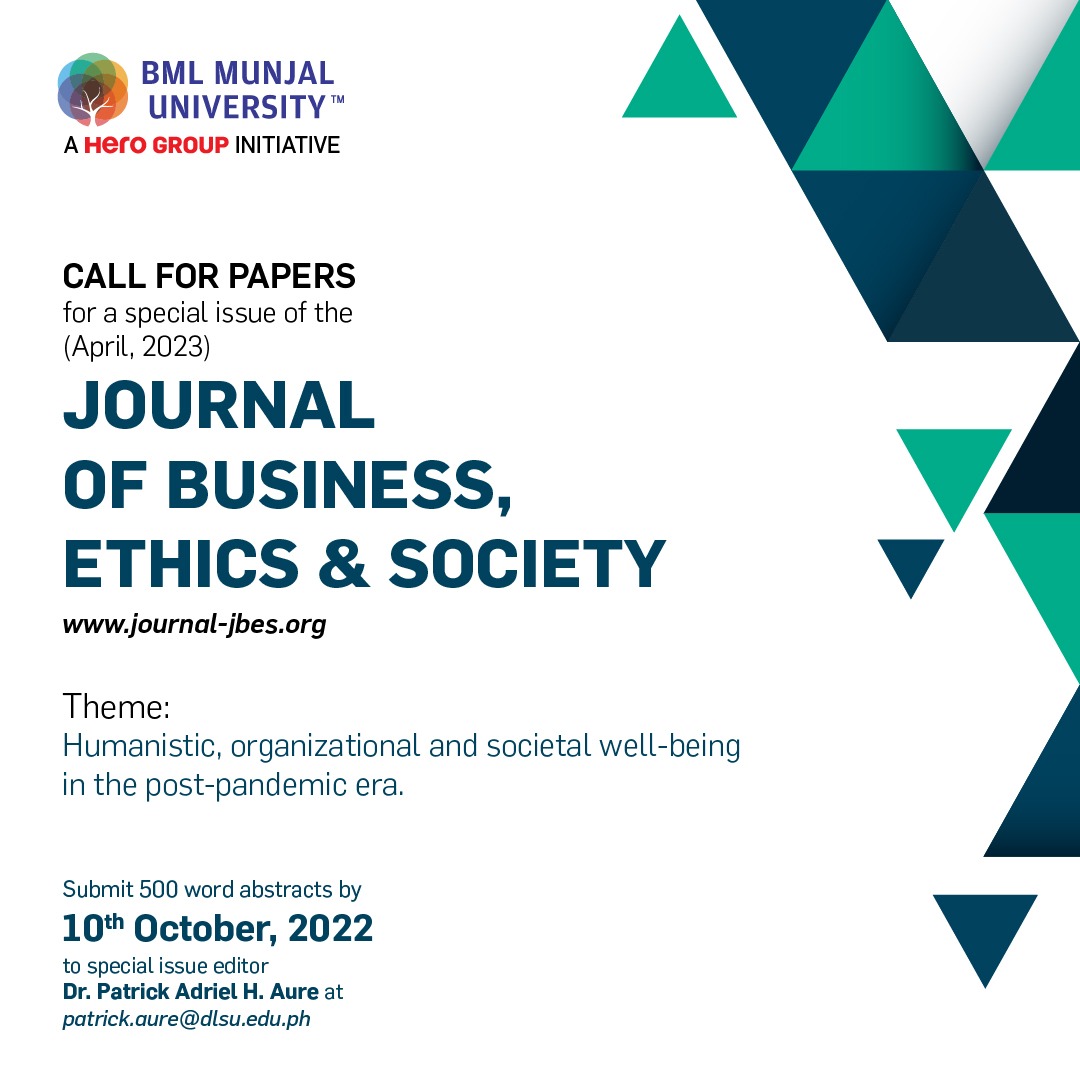 BML MUNJAL
UNIVERSITY™
A Hero GROUP INITIATIVE
CALL FOR PAPERS
for a special issue of the
(April, 2023)
JOURNAL
OF BUSINESS,
ETHICS & SOCIETY
www.journal-jbes.org
Theme:
Humanistic, organizational and societal well-being
in the post-pandemic era.
Submit 500 word abstracts by
10th October, 2022
to special issue editor
Dr. Patrick Adriel H. Aure at
patrick.aure@dlsu.edu.ph